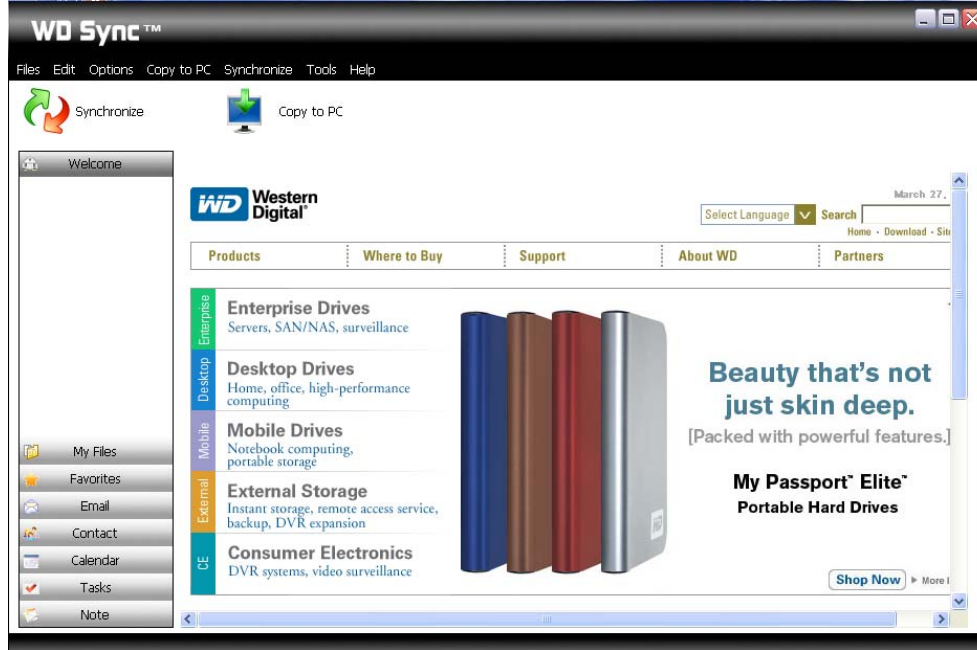 WD Sync™
Files Edit Options Copy to PC Synchronize Tools Help
Synchronize
Copy to PC
Welcome
My Files
Favorites
Email
Contact
Calendar
Tasks
Note
WD Western Digital®
March 27,
Select Language
Search
Home - Download -
Products
Where to Buy
Support
About WD
Partners
Enterprise
Enterprise Drives
Servers, SAN/NAS, surveillance
Desktop
Desktop Drives
Home, office, high-performance
computing
Mobile
Mobile Drives
Notebook computing,
portable storage
External
External Storage
Instant storage, remote access service,
backup, DVR expansion
CE
Consumer Electronics
DVR systems, video surveillance
WD
Beauty that's not
just skin deep.
[Packed with powerful features.]
My Passport™ Elite™
Portable Hard Drives
Shop Now
More